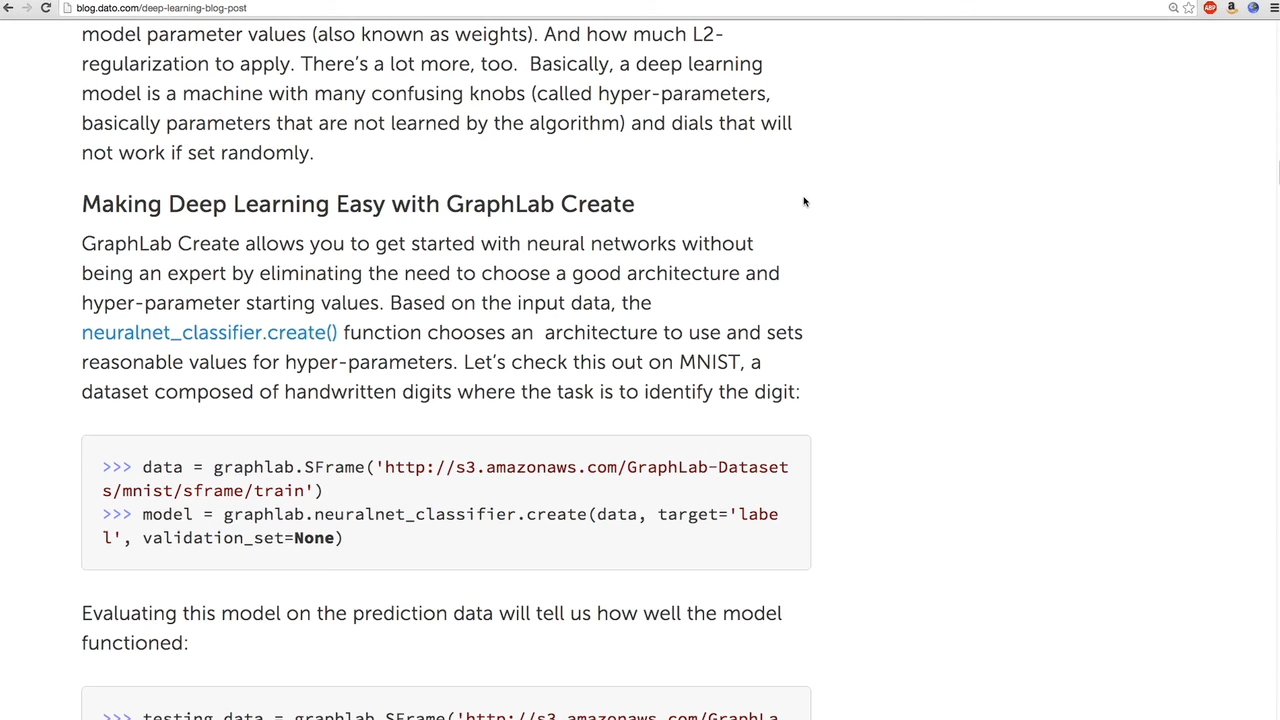 blog.dato.com/deep-learning-blog-post
model parameter values (also known as weights). And how much L2-
regularization to apply. There's a lot more, too.  Basically, a deep learning
model is a machine with many confusing knobs (called hyper-parameters,
basically parameters that are not learned by the algorithm) and dials that will
not work if set randomly.
Making Deep Learning Easy with GraphLab Create
GraphLab Create allows you to get started with neural networks without
being an expert by eliminating the need to choose a good architecture and
hyper-parameter starting values. Based on the input data, the
neuralnet_classifier.create() function chooses an  architecture to use and sets
reasonable values for hyper-parameters. Let's check this out on MNIST, a
dataset composed of handwritten digits where the task is to identify the digit:
>>> data = graphlab.SFrame('http://s3.amazonaws.com/GraphLab-Dataset
s/mnist/sframe/train')
>>> model = graphlab.neuralnet_classifier.create(data, target='labe
l', validation_set=None)
Evaluating this model on the prediction data will tell us how well the model
functioned:
>>> testing_data = graphlab.SFrame('http://s3.amazonaws.com/GraphLa